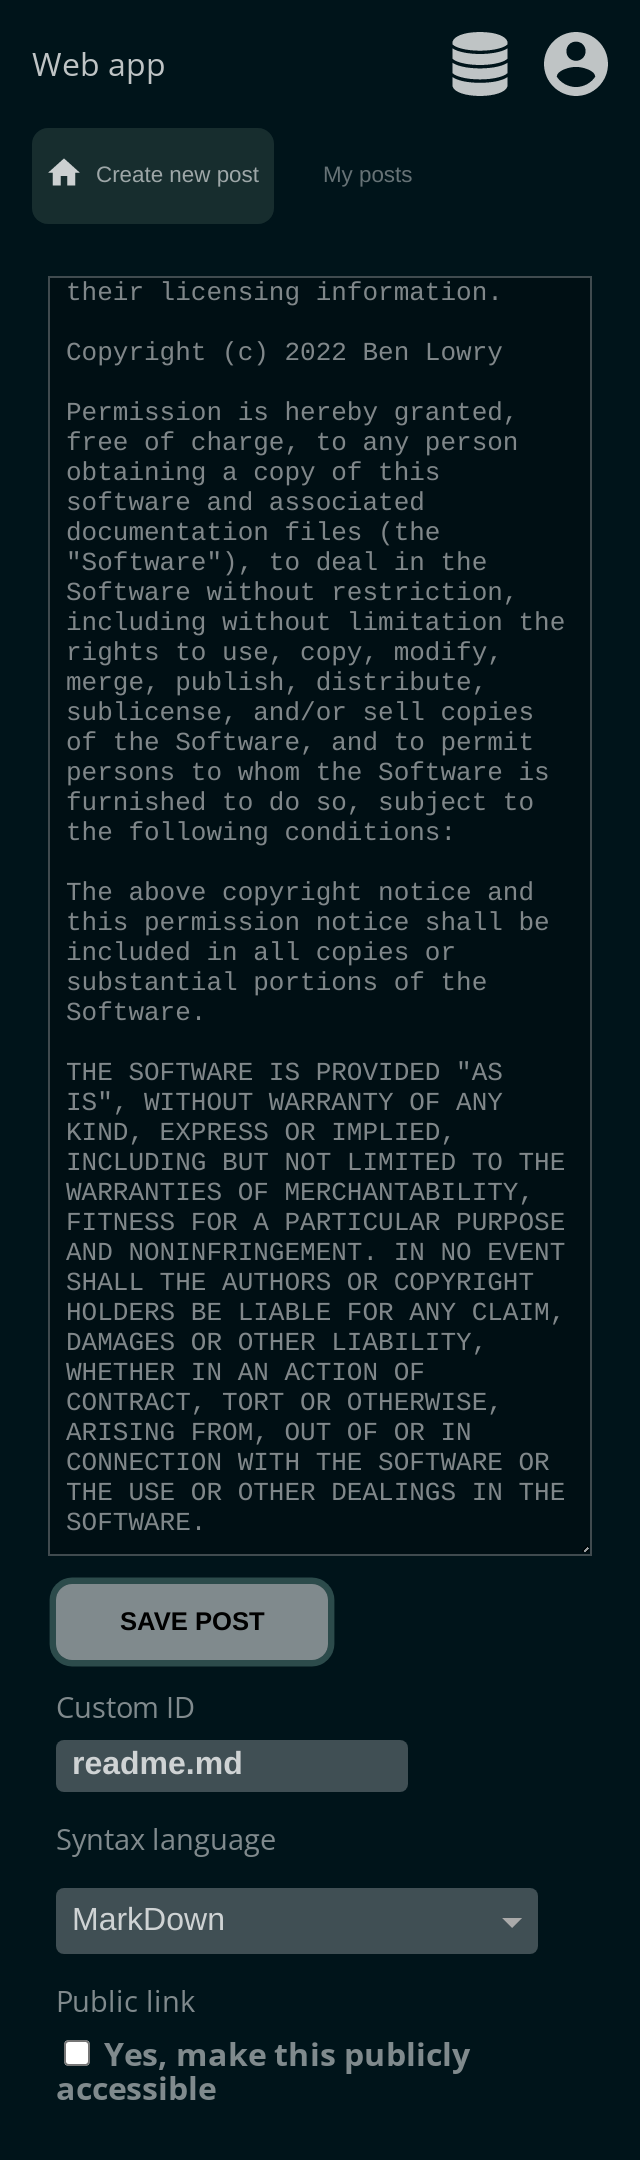 Web app
Create new post
My posts
their licensing information.
Copyright (c) 2022 Ben Lowry
Permission is hereby granted,
free of charge, to any person
obtaining a copy of this
software and associated
documentation files (the
"Software"), to deal in the
Software without restriction,
including without limitation the
rights to use, copy, modify,
merge, publish, distribute,
sublicense, and/or sell copies
of the Software, and to permit
persons to whom the Software is
furnished to do so, subject to
the following conditions:
The above copyright notice and
this permission notice shall be
included in all copies or
substantial portions of the
Software.
THE SOFTWARE IS PROVIDED "AS
IS", WITHOUT WARRANTY OF ANY
KIND, EXPRESS OR IMPLIED,
INCLUDING BUT NOT LIMITED TO THE
WARRANTIES OF MERCHANTABILITY,
FITNESS FOR A PARTICULAR PURPOSE
AND NONINFRINGEMENT. IN NO EVENT
SHALL THE AUTHORS OR COPYRIGHT
HOLDERS BE LIABLE FOR ANY CLAIM,
DAMAGES OR OTHER LIABILITY,
WHETHER IN AN ACTION OF
CONTRACT, TORT OR OTHERWISE,
ARISING FROM, OUT OF OR IN
CONNECTION WITH THE SOFTWARE OR
THE USE OR OTHER DEALINGS IN THE
SOFTWARE.
SAVE POST
Custom ID
readme.md
Syntax language
MarkDown
Public link
Yes, make this publicly
accessible